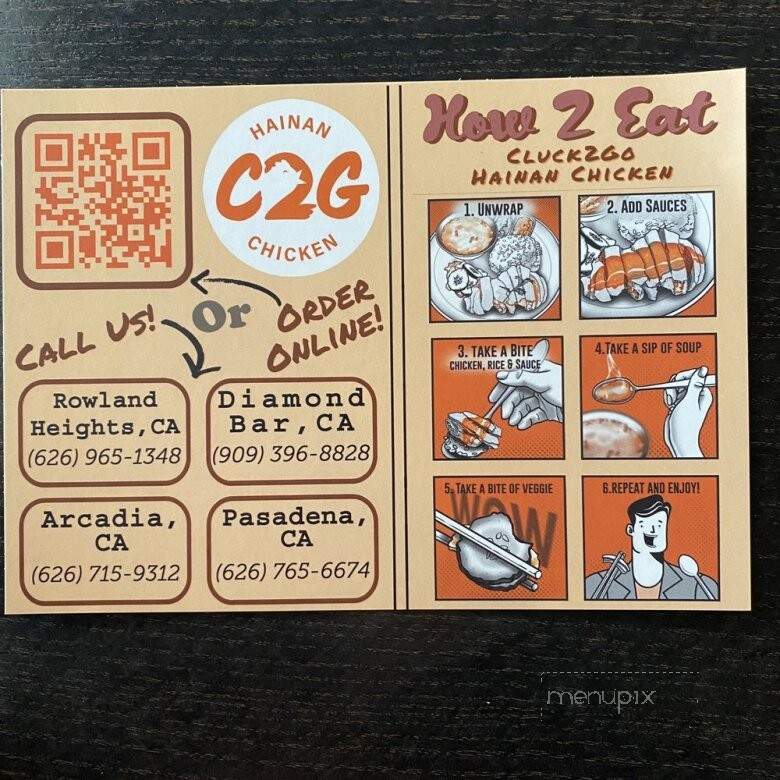 HAINAN
C2G
CHICKEN
CALL US!
Or
ORDER
ONLINE!
Rowland
Heights,CA
(626) 965-1348
Diamond
Bar,CA
(909) 396-8828
Arcadia,
CA
(626) 715-9312
Pasadena,
CA
(626) 765-6674
How 2 Eat
CLUCK2GO
HAINAN CHICKEN
1. UNWRAP
2. ADD SAUCES
3. TAKE A BITE
CHICKEN, RICE & SAUCE
4.TAKE A SIP OF SOUP
5. TAKE A BITE OF VEGGIE
WOW
6.REPEAT AND ENJOY!
menupix